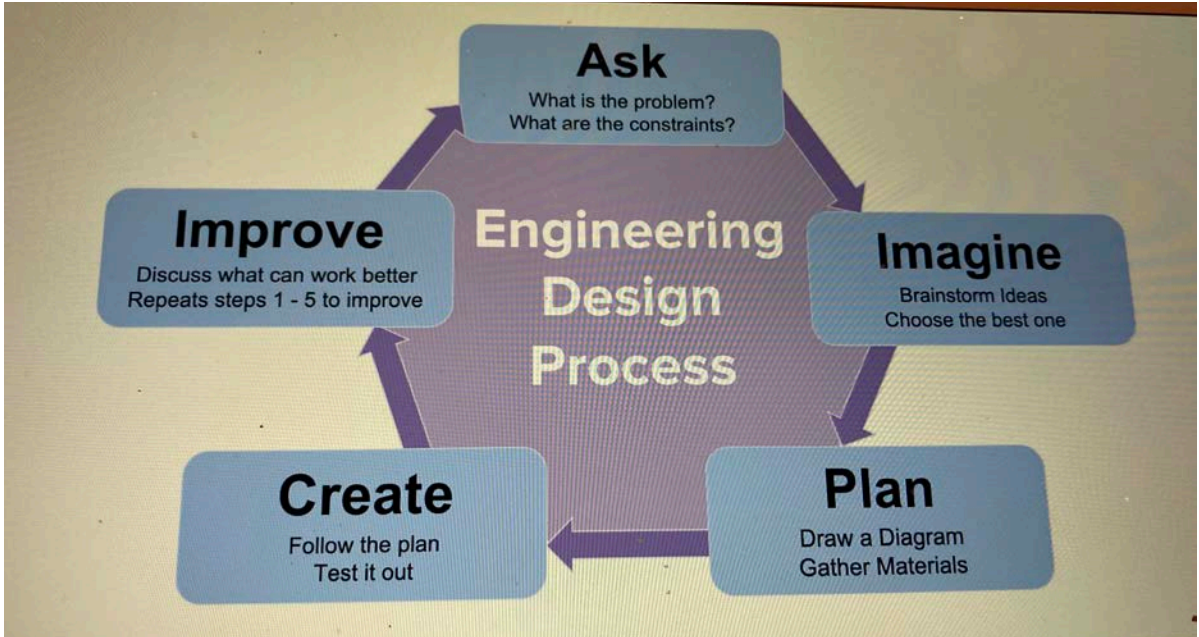 Ask
What is the problem?
What are the constraints?
Imagine
Brainstorm Ideas
Choose the best one
Plan
Draw a Diagram
Gather Materials
Create
Follow the plan
Test it out
Improve
Discuss what can work better
Repeats steps 1 - 5 to improve
Engineering
Design
Process